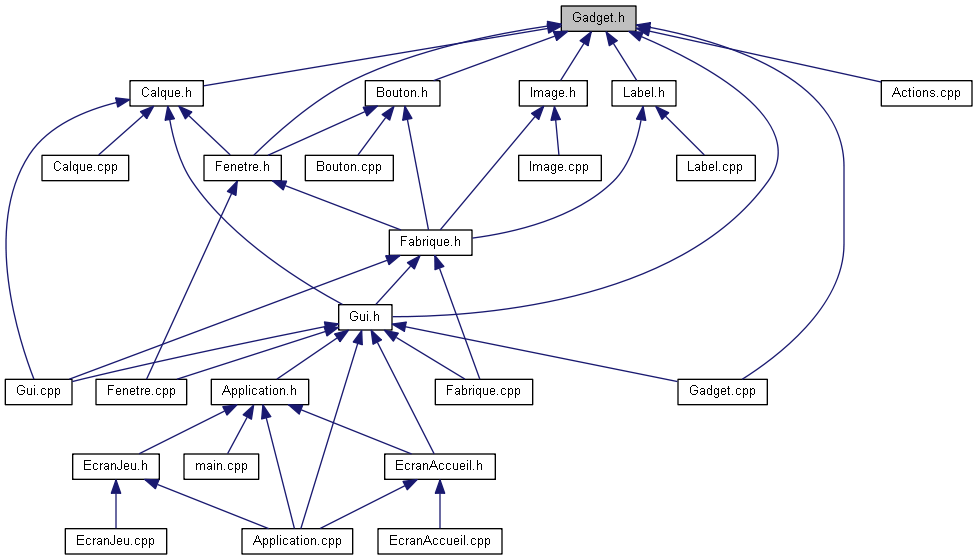 Gadget.h
Calque.h
Bouton.h
Image.h
Label.h
Actions.cpp
Calque.cpp
Fenetre.h
Bouton.cpp
Image.cpp
Label.cpp
Fabrique.h
Gui.h
Gui.cpp
Fenetre.cpp
Application.h
Fabrique.cpp
Gadget.cpp
EcranJeu.h
main.cpp
EcranAccueil.h
EcranJeu.cpp
Application.cpp
EcranAccueil.cpp